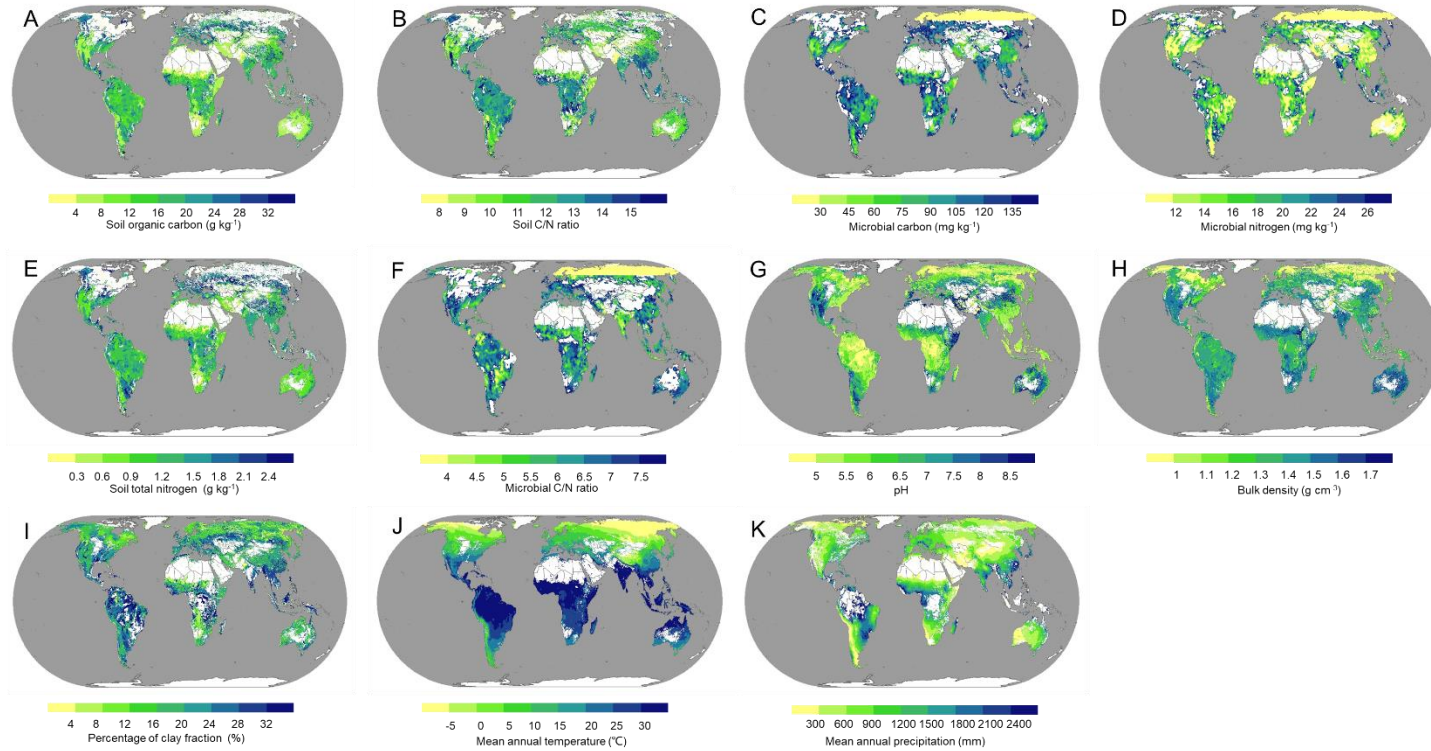 A B C D
4 8 12 16 20 24 28 32
Soil organic carbon (g kg⁻¹)
8 9 10 11 12 13 14 15
Soil C/N ratio
30 45 60 75 90 105 120 135
Microbial carbon (mg kg⁻¹)
12 14 16 18 20 22 24 26
Microbial nitrogen (mg kg⁻¹)
E F G H
0.3 0.6 0.9 1.2 1.5 1.8 2.1 2.4
Soil total nitrogen (g kg⁻¹)
4 4.5 5 5.5 6 6.5 7 7.5
Microbial C/N ratio
5 5.5 6 6.5 7 7.5 8 8.5
pH
1 1.1 1.2 1.3 1.4 1.5 1.6 1.7
Bulk density (g cm⁻³)
I J K
4 8 12 16 20 24 28 32
Percentage of clay fraction (%)
-5 0 5 10 15 20 25 30
Mean annual temperature (℃)
300 600 900 1200 1500 1800 2100 2400
Mean annual precipitation (mm)